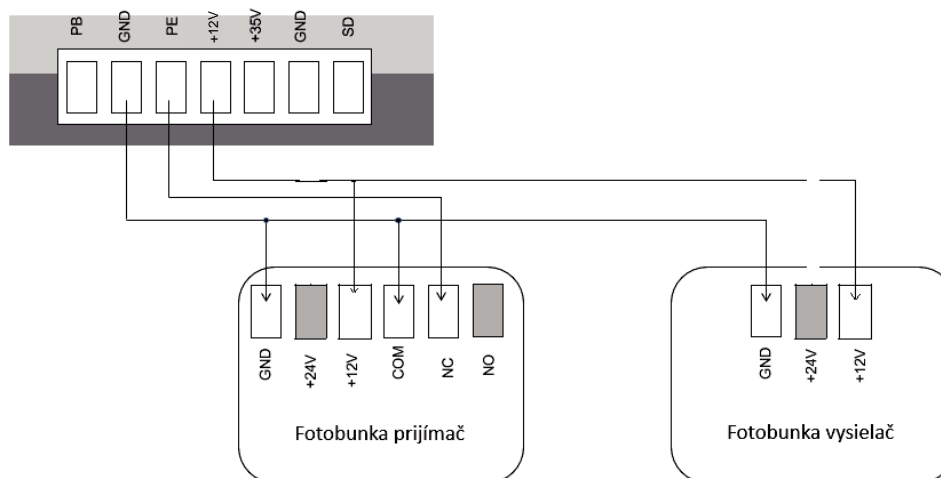 PB GND PE +12V +35V GND SD
GND +24V +12V COM NC NO
Fotobunka prijímač
GND +24V +12V
Fotobunka vysielač